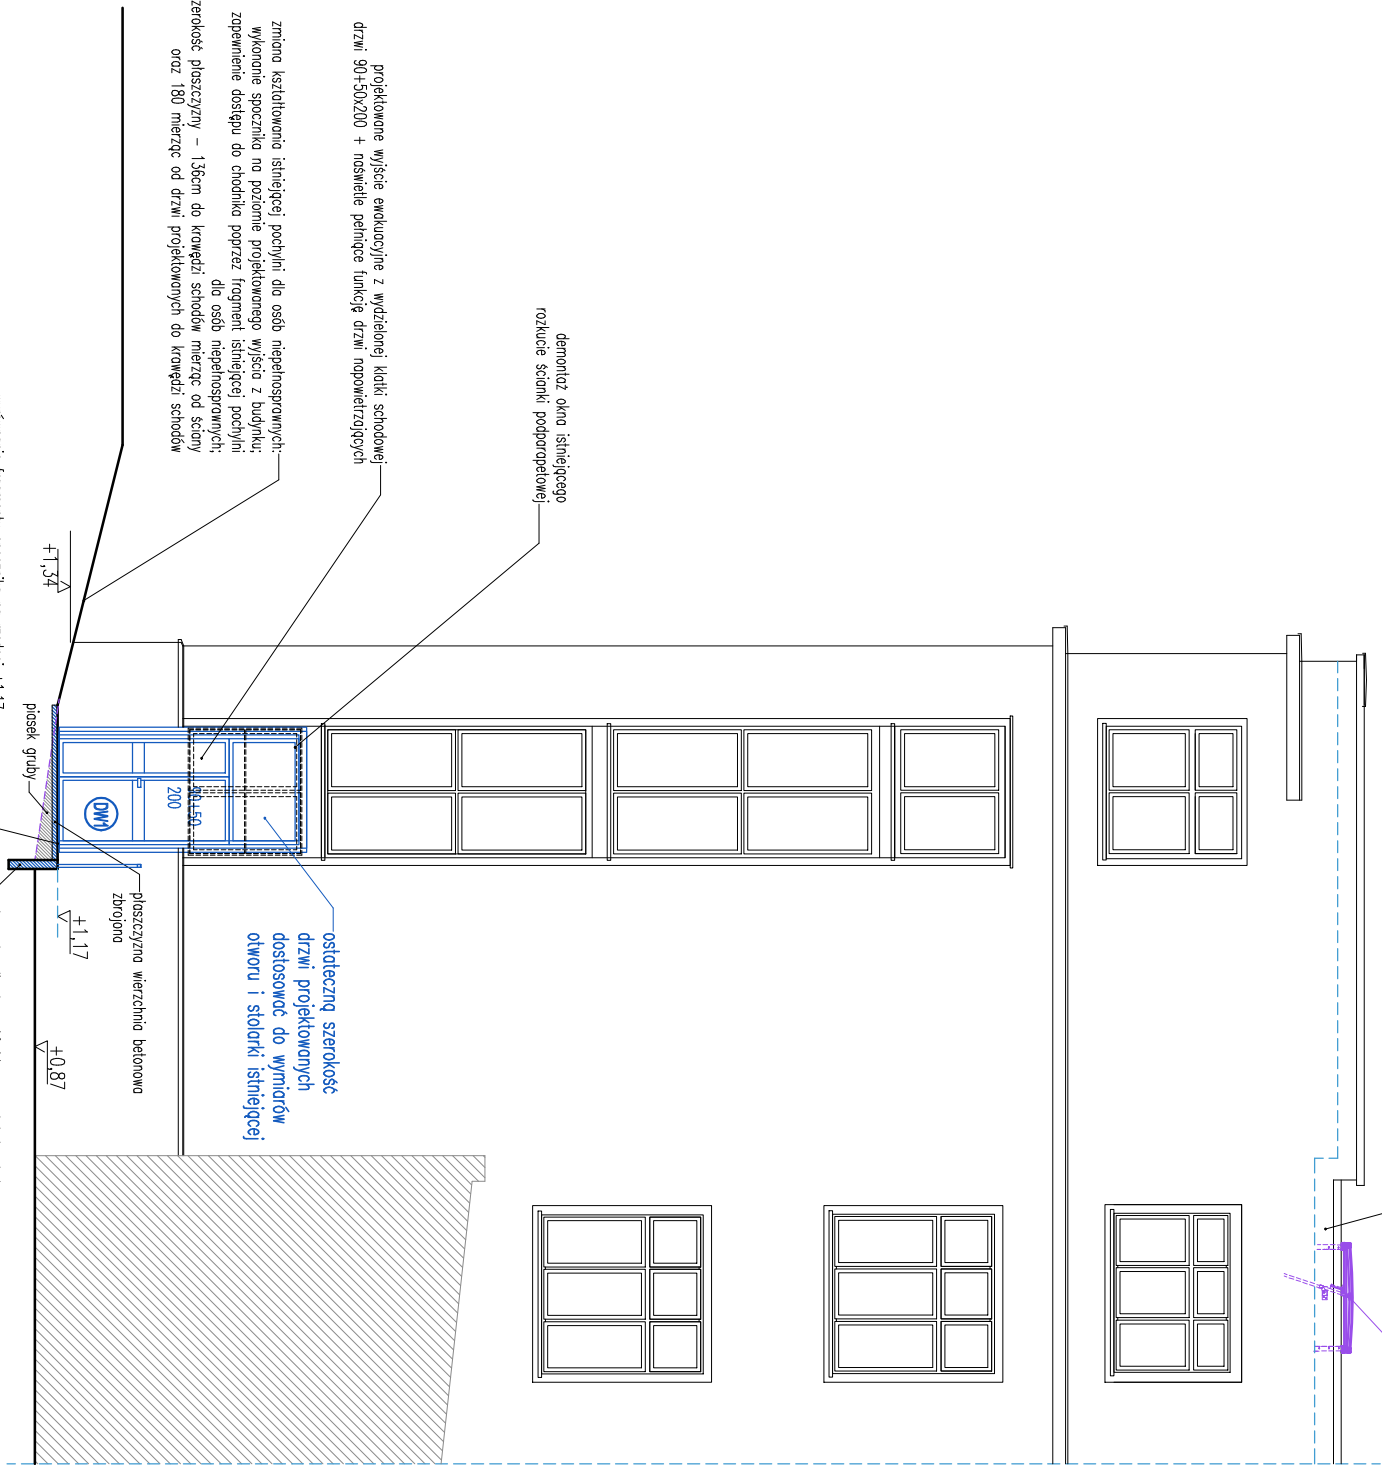 demontaż okna istniejącego
rozkucie ścianki podparapetowej
projektowane wyjście ewakuacyjne z wydzielonej klatki schodowej
drzwi 90+50x200 + naświetle pełniące funkcję drzwi napowietrzających
zmiana kształtowania istniejącej pochylni dla osób niepełnosprawnych:
wykonanie spocznika na poziomie projektowanego wyjścia z budynku;
zapewnienie dostępu do chodnika poprzez fragment istniejącej pochylni
dla osób niepełnosprawnych;
zerokość płaszczyzny - 136cm do krawędzi schodów mierząc od ściany
oraz 180 mierząc od drzwi projektowanych do krawędzi schodów
+1,34
piasek gruby
90+50
200
DW1
ostateczną szerokość
drzwi projektowanych
dostosować do wymiarów
otworu i stolarki istniejącej
płaszczyzna wierzchnia betonowa
zbrojona
+1,17
+0,87